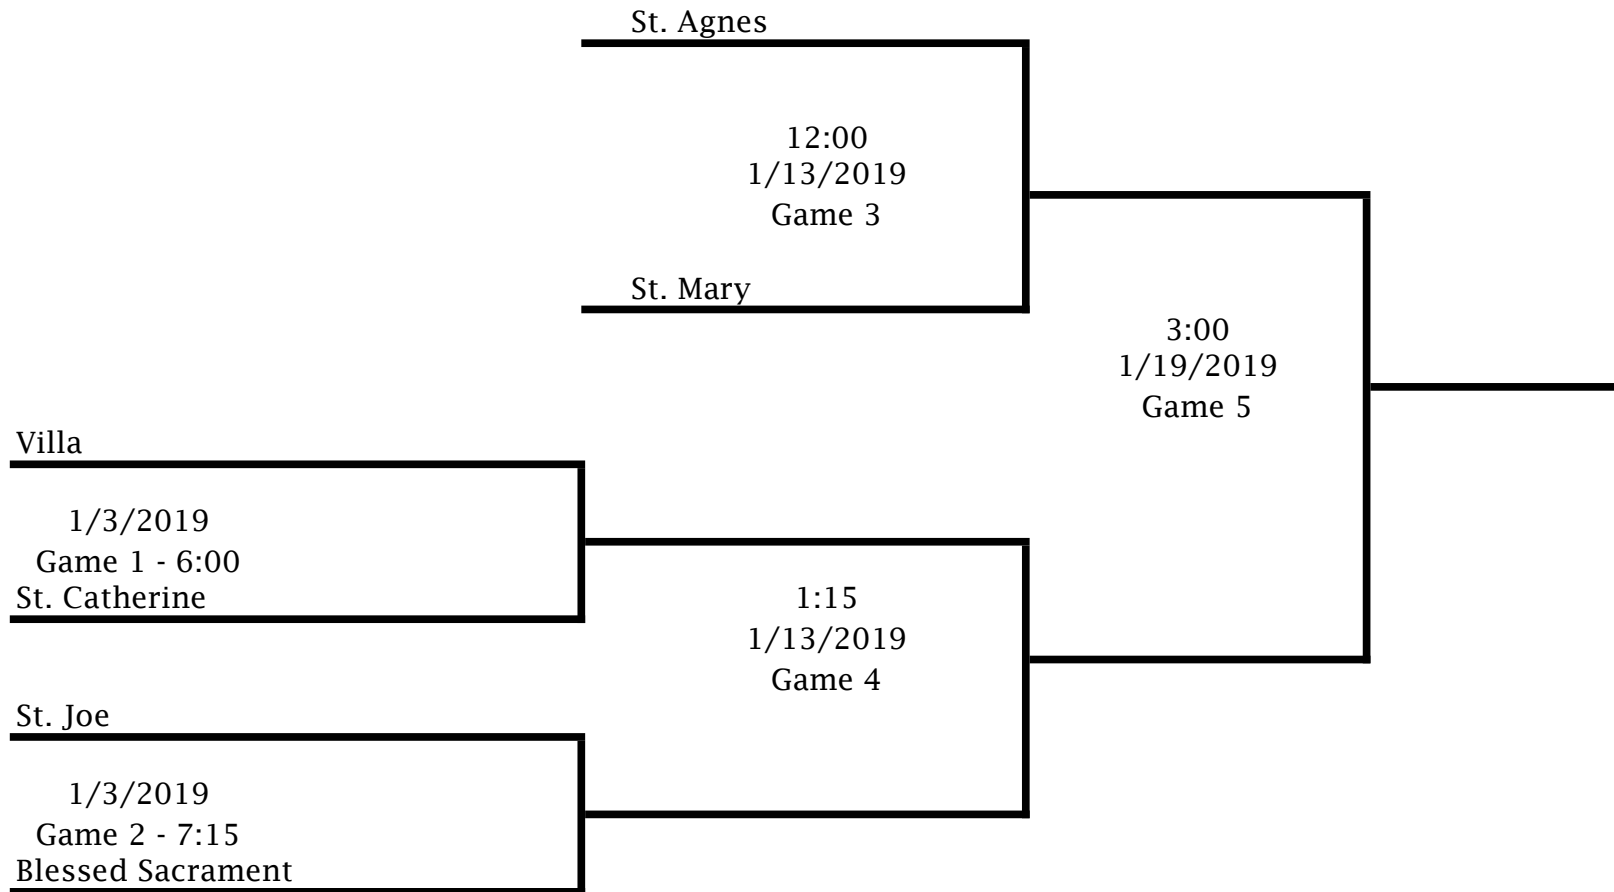 St. Agnes
12:00
1/13/2019
Game 3
St. Mary
3:00
1/19/2019
Game 5
Villa
1/3/2019
Game 1 - 6:00
St. Catherine
1:15
1/13/2019
Game 4
St. Joe
1/3/2019
Game 2 - 7:15
Blessed Sacrament